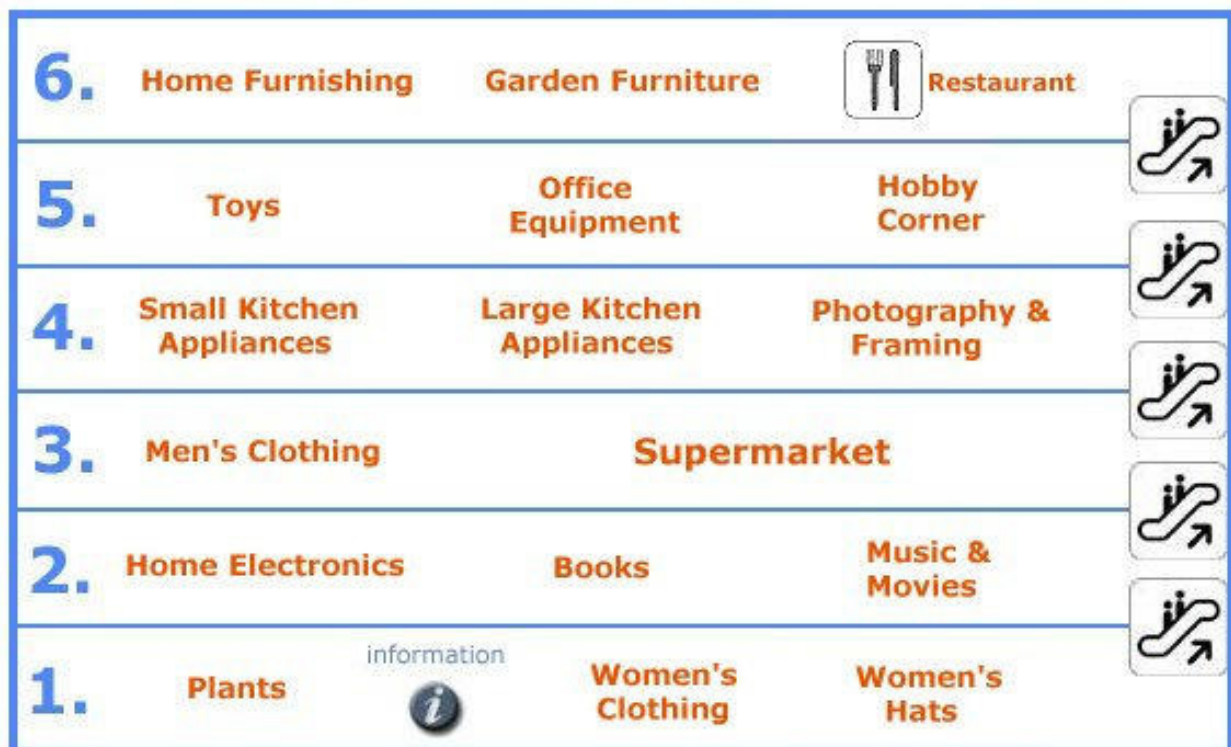 6. Home Furnishing Garden Furniture Restaurant
5. Toys Office Equipment Hobby Corner
4. Small Kitchen Appliances Large Kitchen Appliances Photography & Framing
3. Men's Clothing Supermarket
2. Home Electronics Books Music & Movies
information
1. Plants i Women's Clothing Women's Hats